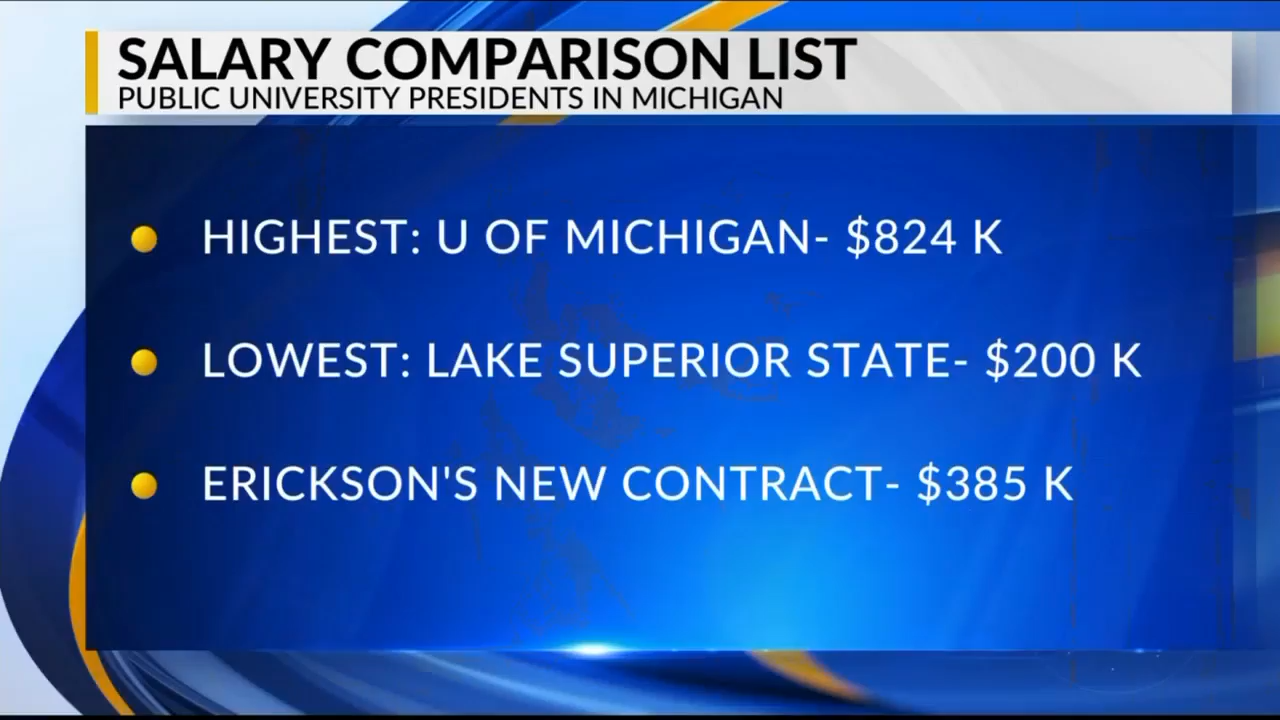 SALARY COMPARISON LIST
PUBLIC UNIVERSITY PRESIDENTS IN MICHIGAN
HIGHEST: U OF MICHIGAN- $824 K
LOWEST: LAKE SUPERIOR STATE- $200 K
ERICKSON'S NEW CONTRACT- $385 K